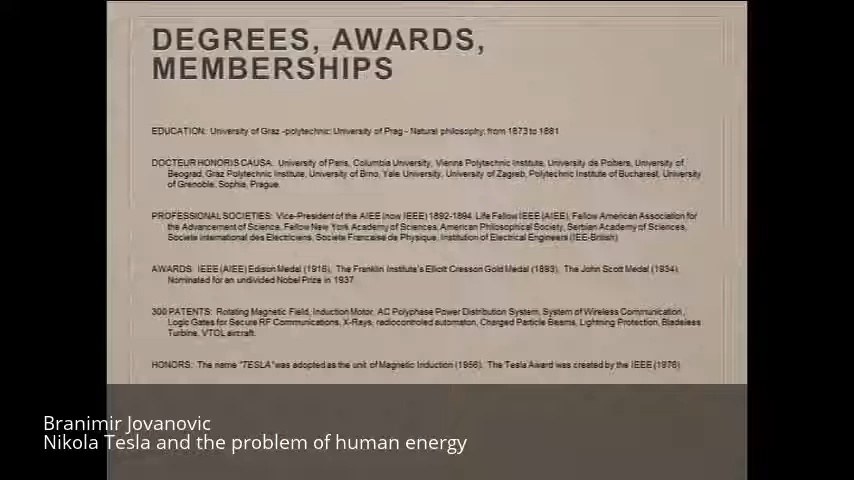 DEGREES, AWARDS,
MEMBERSHIPS
EDUCATION: University of Graz -polytechnic; University of Prag - Natural philosophy, from 1873 to 1881
DOCTEUR HONORIS CAUSA: University of Paris, Columbia University, Vienna Polytechnic Institute, University de Poitiers, University of
Beograd, Graz Polytechnic Institute, University of Brno, Yale University, University of Zagreb, Polytechnic Institute of Bucharest, University
of Grenoble, Sophia, Prague.
PROFESSIONAL SOCIETIES: Vice-President of the AIEE (now IEEE) 1892-1894, Life Fellow IEEE (AIEE), Fellow American Association for
the Advancement of Science, Fellow New York Academy of Sciences, American Philosophical Society, Serbian Academy of Sciences,
Societe International des Electriciens, Societe Francaise de Physique, Institution of Electrical Engineers (IEE-British)
AWARDS: IEEE (AIEE) Edison Medal (1916), The Franklin Institute's Elliott Cresson Gold Medal (1893), The John Scott Medal (1934)
Nominated for an undivided Nobel Prize in 1937
300 PATENTS: Rotating Magnetic Field, Induction Motor, AC Polyphase Power Distribution System, System of Wireless Communication,
Logic Gates for Secure RF Communications, X-Rays, radiocontroled automaton, Charged Particle Beams, Lightning Protection, Bladeless
Turbine, VTOL aircraft.
HONORS: The name "TESLA" was adopted as the unit of Magnetic Induction (1956). The Tesla Award was created by the IEEE (1976)
Branimir Jovanovic
Nikola Tesla and the problem of human energy